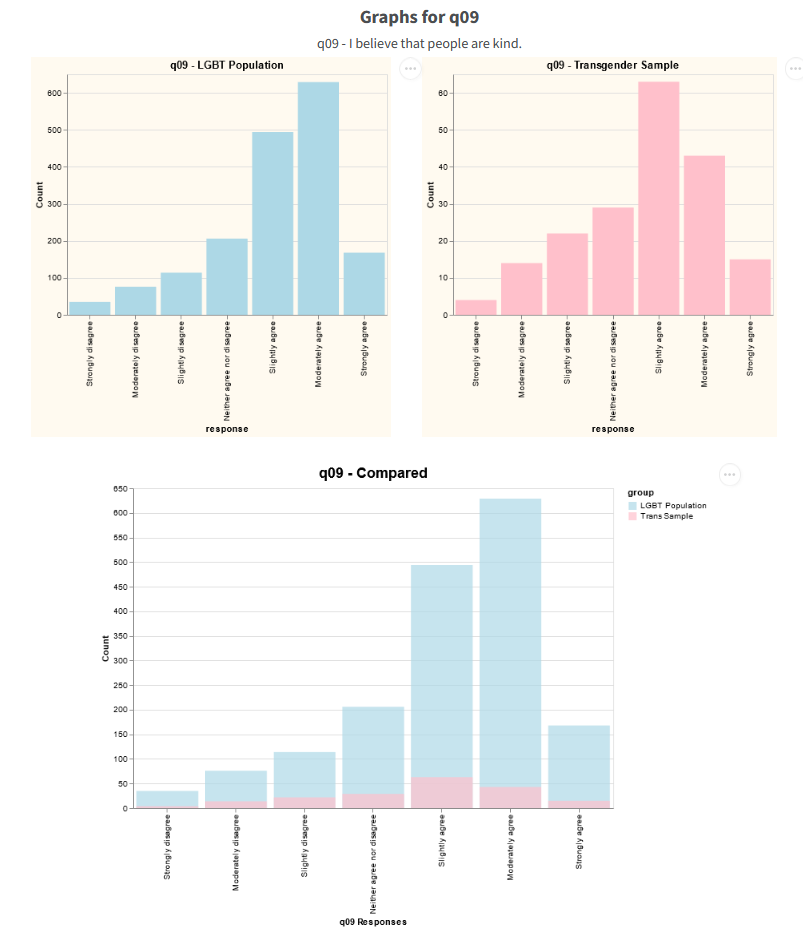 Graphs for q09
q09 - I believe that people are kind.
q09 - LGBT Population
Count
600
500
400
300
200
100
0
Strongly disagree
Moderately disagree
Slightly disagree
Neither agree nor disagree
Slightly agree
Moderately agree
Strongly agree
response
q09 - Transgender Sample
Count
60
50
40
30
20
10
0
Strongly disagree
Moderately disagree
Slightly disagree
Neither agree nor disagree
Slightly agree
Moderately agree
Strongly agree
response
q09 - Compared
Count
650
600
550
500
450
400
350
300
250
200
150
100
50
0
Strongly disagree
Moderately disagree
Slightly disagree
Neither agree nor disagree
Slightly agree
Moderately agree
Strongly agree
q09 Responses
group
LGBT Population
Trans Sample